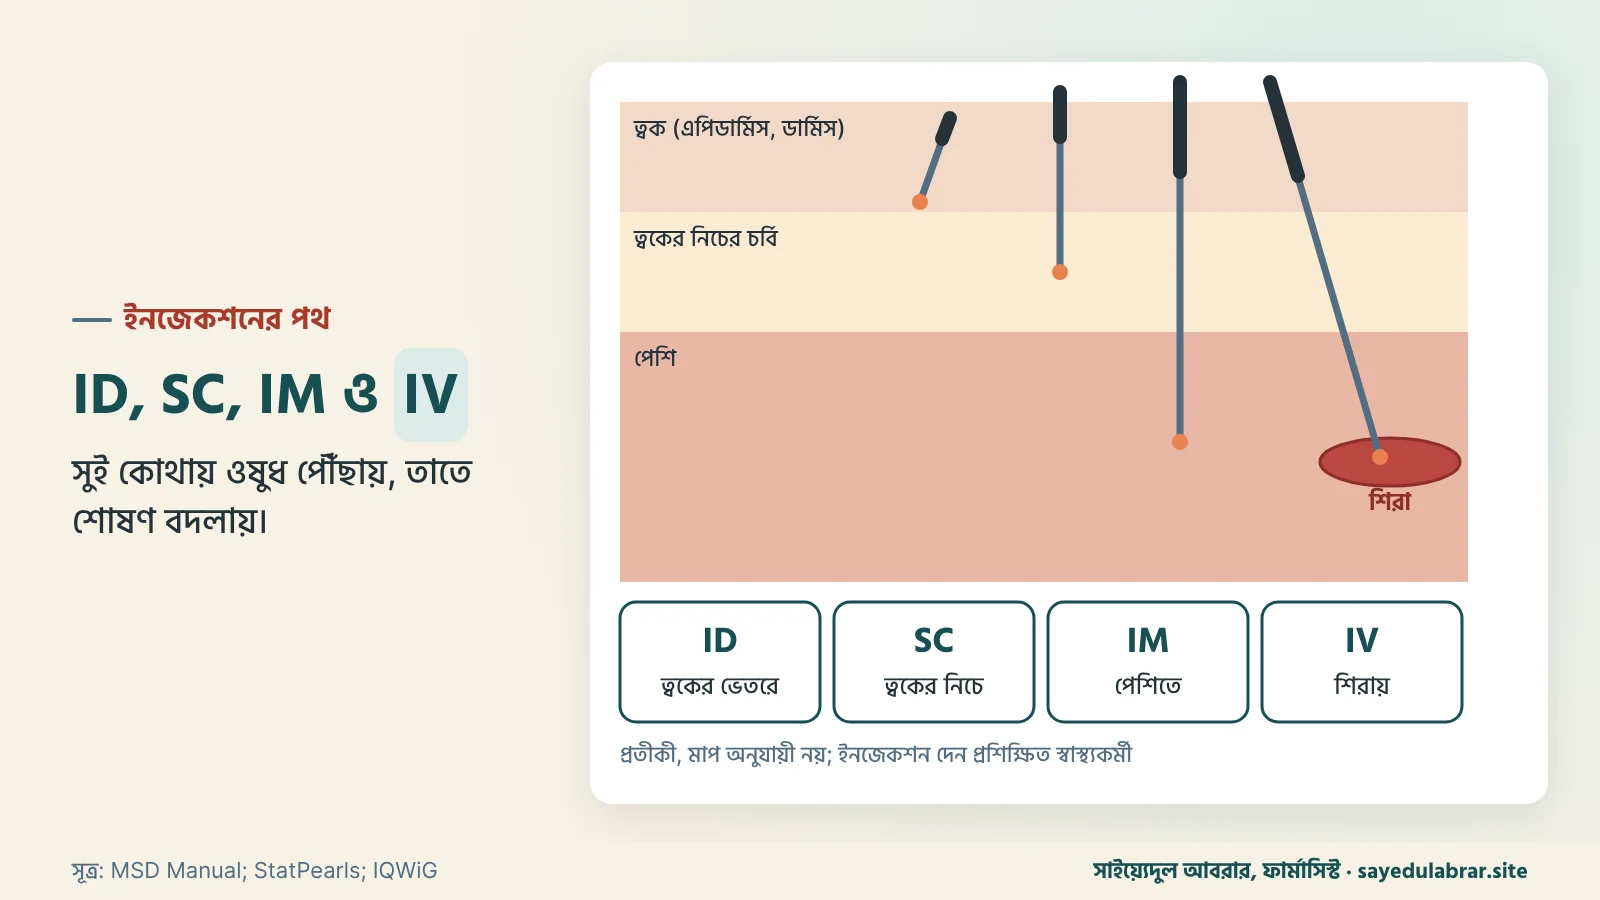 ইনজেকশনের পথ
ID, SC, IM ও IV
সুই কোথায় ওষুধ পৌঁছায়, তাতে
শোষণ বদলায়।
ত্বক (এপিডার্মিস, ডার্মিস)
ত্বকের নিচের চর্বি
পেশি
শিরা
ID
ত্বকের ভেতরে
SC
ত্বকের নিচে
IM
পেশিতে
IV
শিরায়
প্রতীকী, মাপ অনুযায়ী নয়; ইনজেকশন দেন প্রশিক্ষিত স্বাস্থ্যকর্মী
সূত্র: MSD Manual; StatPearls; IQWiG
সাইয়্যেদুল আবরার, ফার্মাসিস্ট · sayedulabrar.site